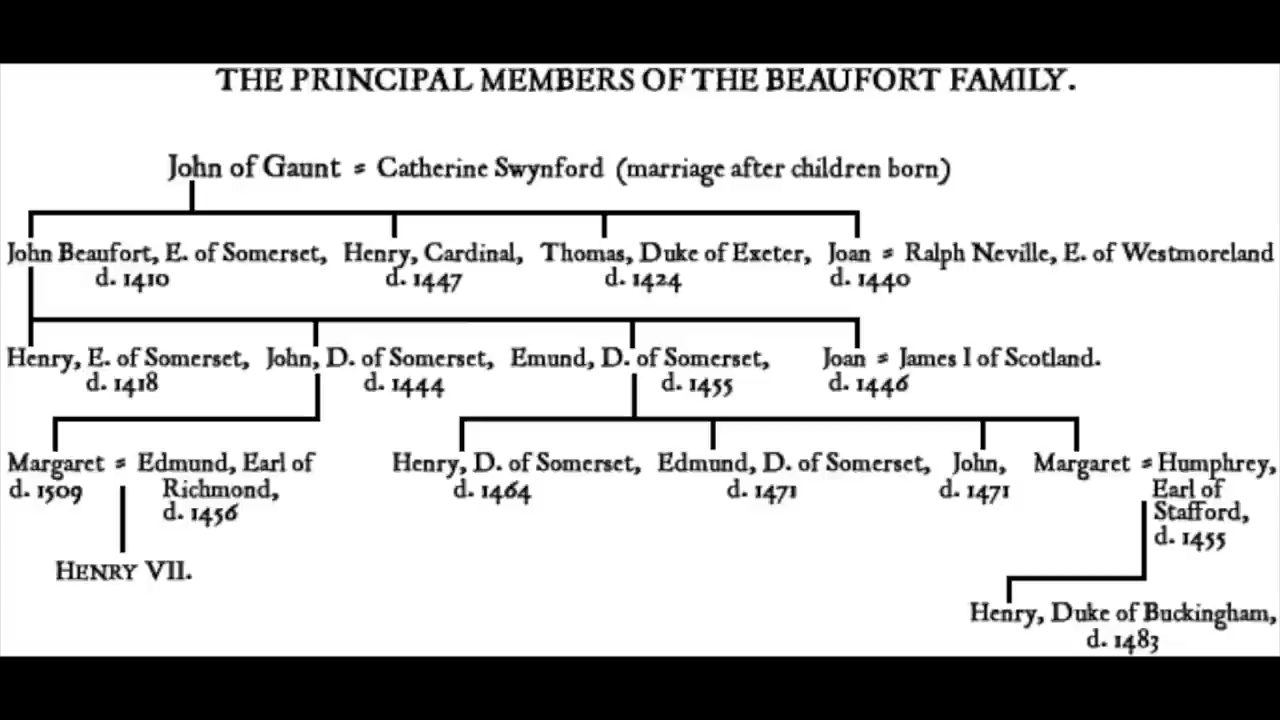 THE PRINCIPAL MEMBERS OF THE BEAUFORT FAMILY.
John of Gaunt = Catherine Swynford (marriage after children born)
John Beaufort, E. of Somerset, Henry, Cardinal, Thomas, Duke of Exeter, Joan = Ralph Neville, E. of Westmoreland
d. 1410 d. 1447 d. 1424 d. 1440
Henry, E. of Somerset, John, D. of Somerset, Emund, D. of Somerset, Joan = James I of Scotland.
d. 1418 d. 1444 d. 1455 d. 1446
Margaret = Edmund, Earl of Henry, D. of Somerset, Edmund, D. of Somerset, John, Margaret = Humphrey,
d. 1509 Richmond, d. 1464 d. 1471 d. 1471 Earl of
d. 1456 Stafford,
d. 1455
HENRY VII.
Henry, Duke of Buckingham,
d. 1483